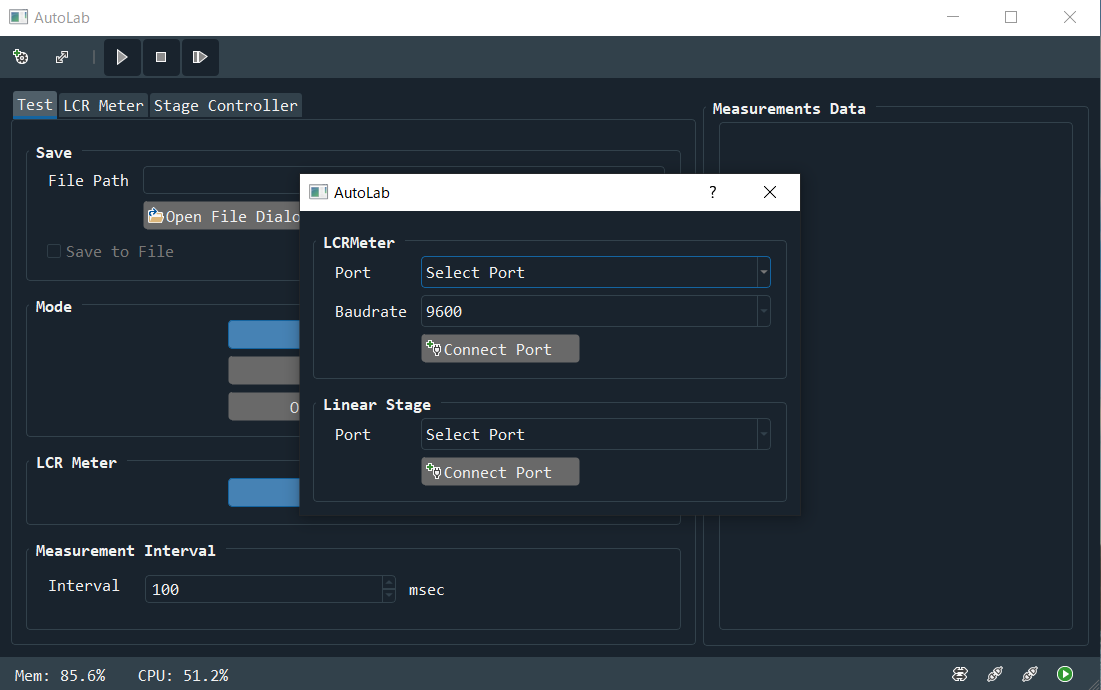 AutoLab
Test LCR Meter Stage Controller
Measurements Data
Save
File Path
Open File Dialo
Save to File
Mode
O
LCR Meter
Measurement Interval
Interval 100 msec
AutoLab ?
LCRMeter
Port Select Port
Baudrate 9600
Connect Port
Linear Stage
Port Select Port
Connect Port
Mem: 85.6% CPU: 51.2%